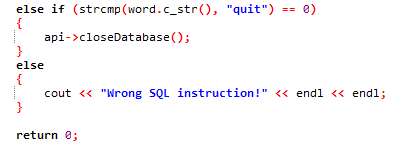 else if (strcmp(word.c_str(), "quit") == 0)
{
api->closeDatabase();
}
else
{
cout << "Wrong SQL instruction!" << endl << endl;
}
return 0;